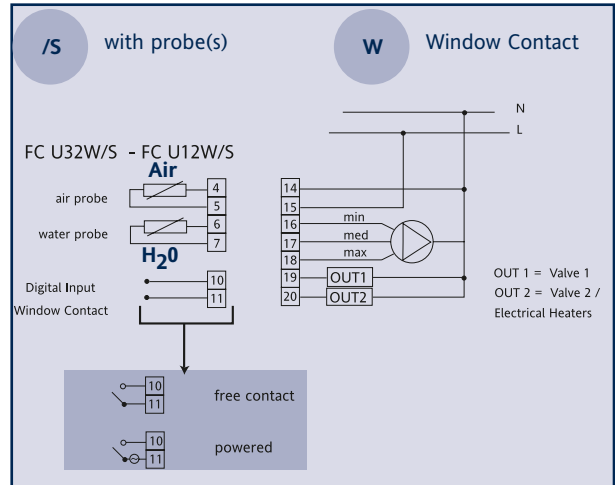 /S with probe(s)
W Window Contact
N
L
FC U32W/S - FC U12W/S
Air
air probe
4
5
water probe
6
7
H₂0
Digital Input
Window Contact
10
11
14
15
16 min
17 med
18 max
19 OUT1
20 OUT2
OUT 1 = Valve 1
OUT 2 = Valve 2 /
Electrical Heaters
10
11
free contact
10
11
powered